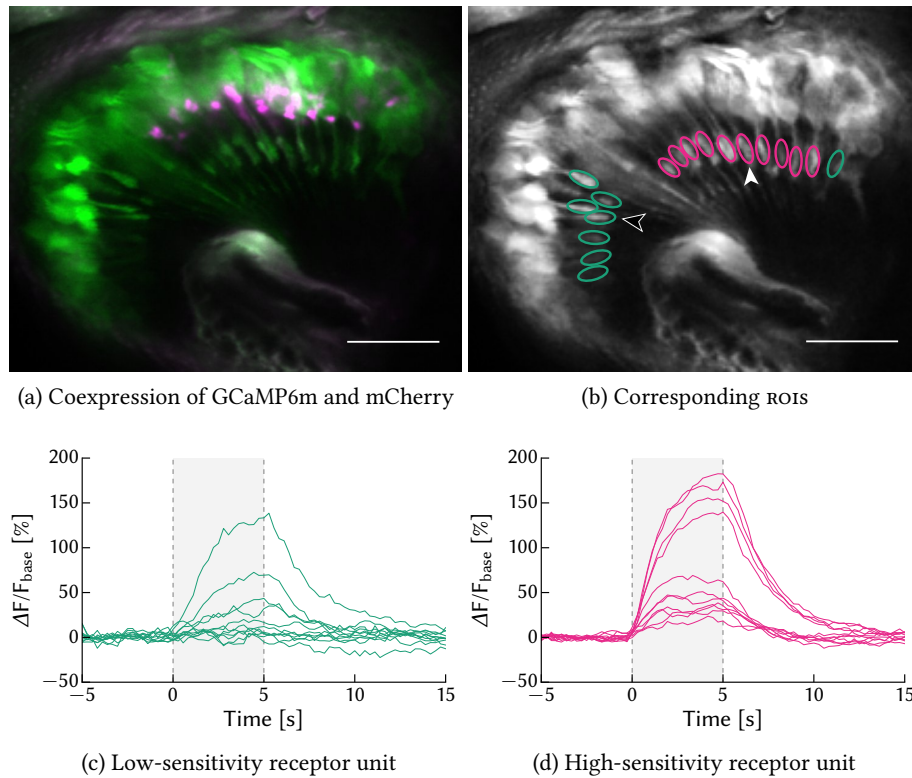 (a) Coexpression of GCaMP6m and mCherry
(b) Corresponding ROIs
200
150
100
50
0
−50
−5
0
5
10
15
ΔF/F_base [%]
Time [s]
(c) Low-sensitivity receptor unit
200
150
100
50
0
−50
−5
0
5
10
15
ΔF/F_base [%]
Time [s]
(d) High-sensitivity receptor unit